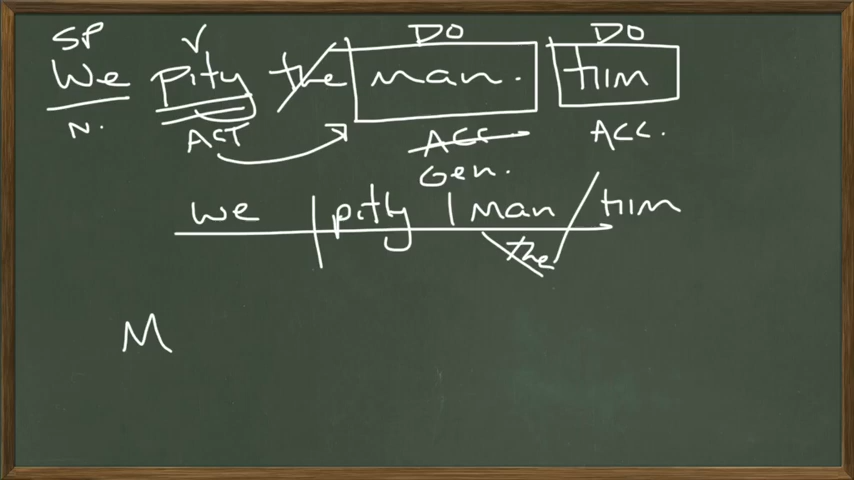 SP V DO DO
We pity the man. him
N. ACT ACC ACC.
Gen.
we pity man him
the
M